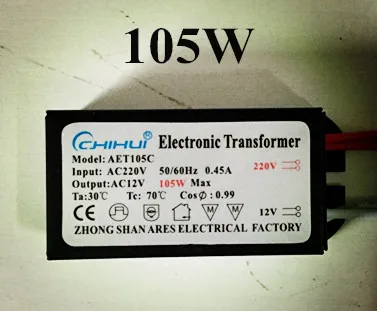 105W
CHIHUI® Electronic Transformer
Model: AET105C
Input: AC220V 50/60Hz 0.45A 220V
Output:AC12V 105W Max
Ta:30℃ Tc: 70℃ CosØ: 0.99
CE F M M 12V
ZHONG SHAN ARES ELECTRICAL FACTORY